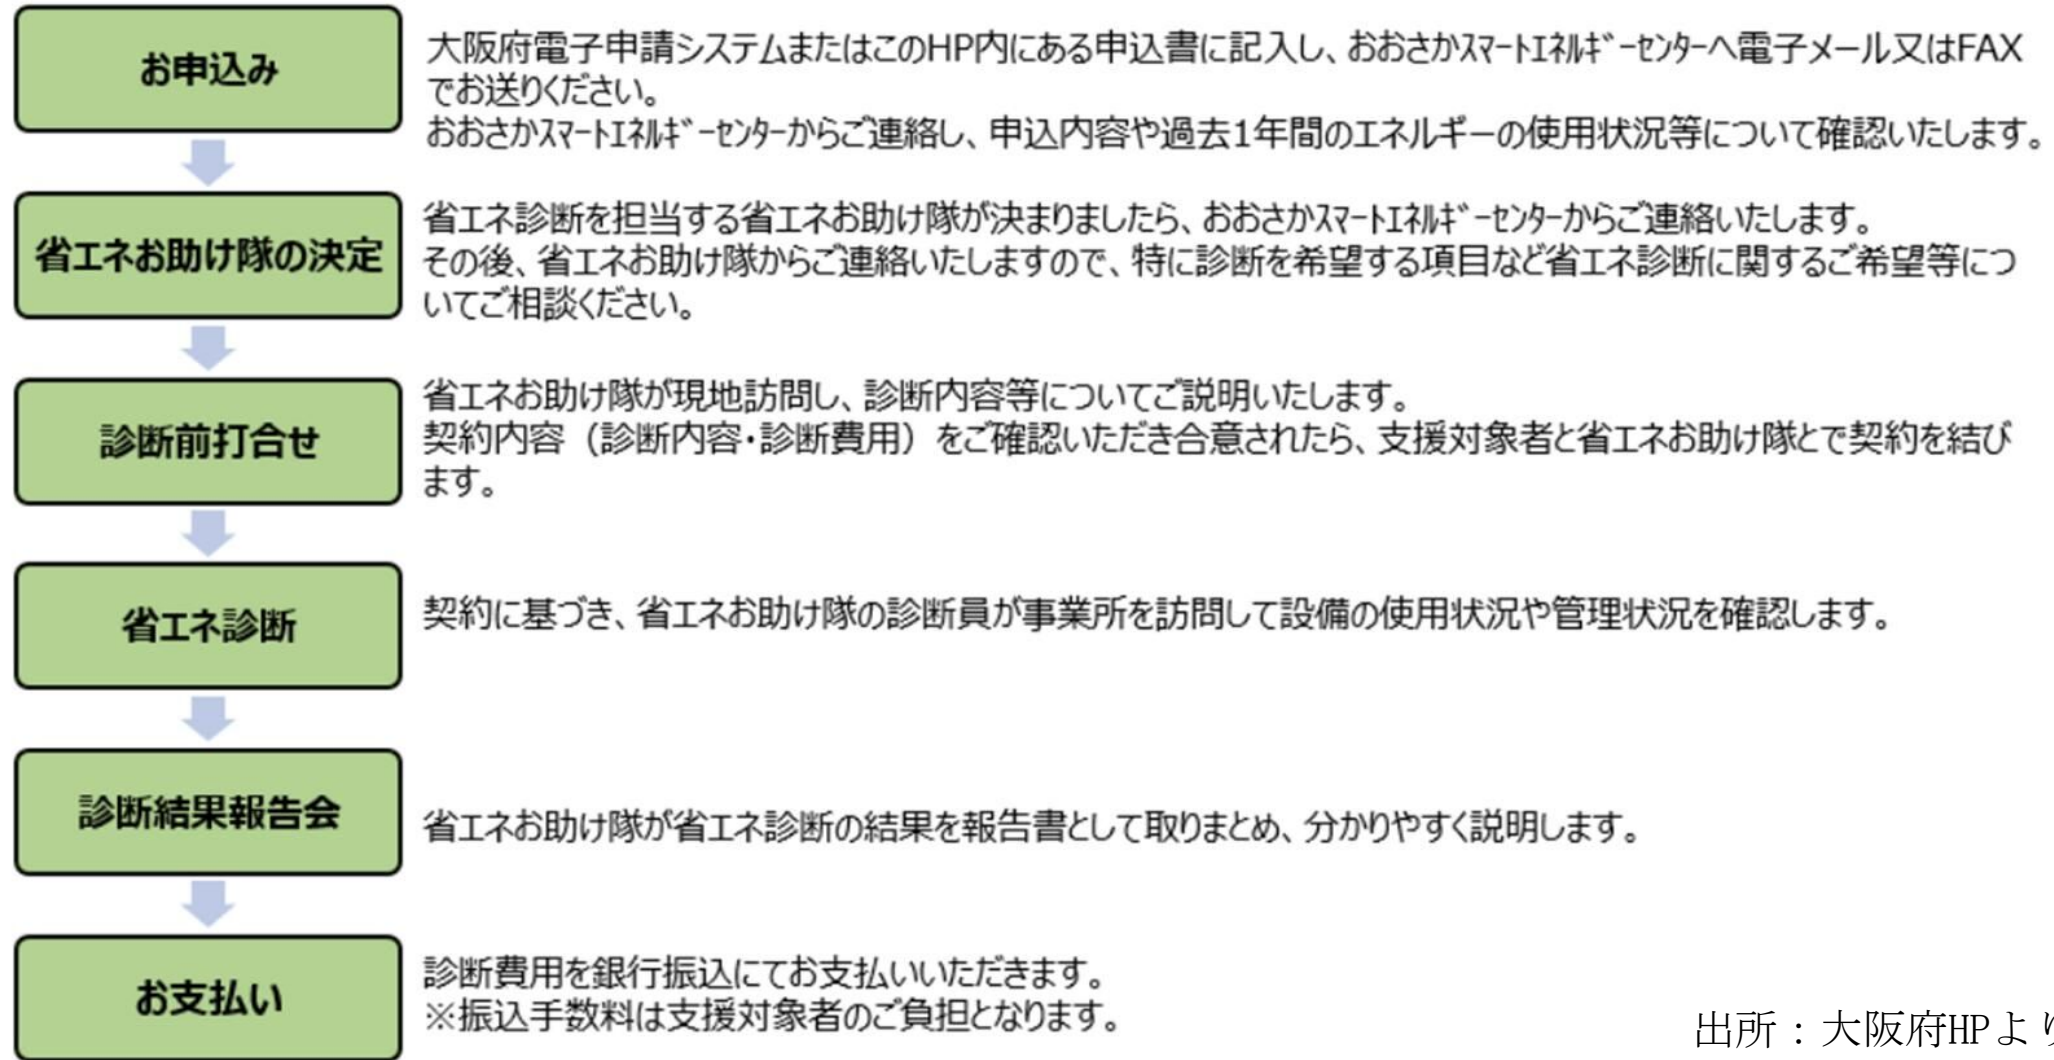 お申込み
大阪府電子申請システムまたはこのHP内にある申込書に記入し、おおさかｽﾏｰﾄｴﾈﾙｷﾞｰｾﾝﾀｰへ電子メール又はFAX
でお送りください。
おおさかｽﾏｰﾄｴﾈﾙｷﾞｰｾﾝﾀｰからご連絡し、申込内容や過去1年間のエネルギーの使用状況等について確認いたします。
省エネお助け隊の決定
省エネ診断を担当する省エネお助け隊が決まりましたら、おおさかｽﾏｰﾄｴﾈﾙｷﾞｰｾﾝﾀｰからご連絡いたします。
その後、省エネお助け隊からご連絡いたしますので、特に診断を希望する項目など省エネ診断に関するご希望等につ
いてご相談ください。
診断前打合せ
省エネお助け隊が現地訪問し、診断内容等についてご説明いたします。
契約内容（診断内容・診断費用）をご確認いただき合意されたら、支援対象者と省エネお助け隊とで契約を結び
ます。
省エネ診断
契約に基づき、省エネお助け隊の診断員が事業所を訪問して設備の使用状況や管理状況を確認します。
診断結果報告会
省エネお助け隊が省エネ診断の結果を報告書として取りまとめ、分かりやすく説明します。
お支払い
診断費用を銀行振込にてお支払いいただきます。
※振込手数料は支援対象者のご負担となります。
出所：大阪府HPより